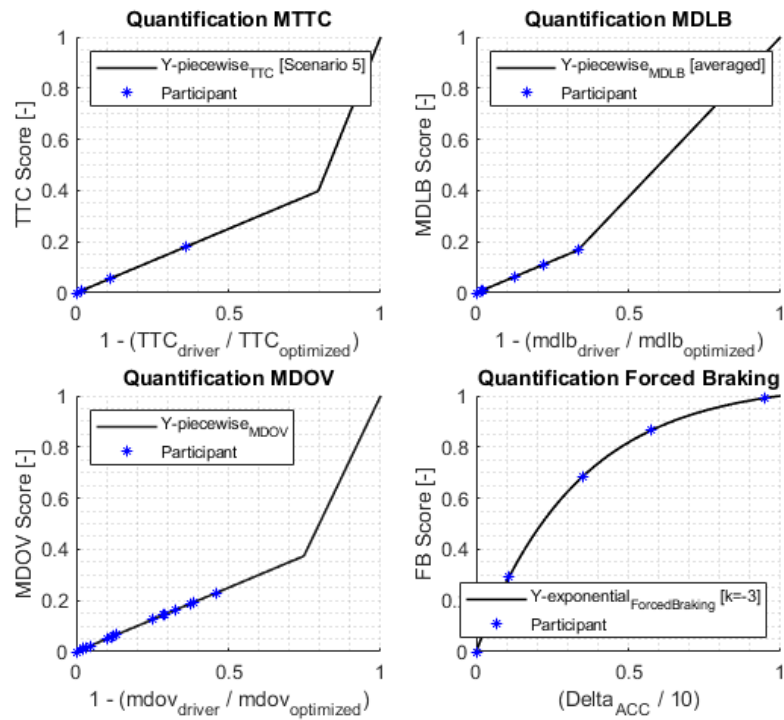 Quantification MTTC
1
0.8
0.6
0.4
0.2
0
TTC Score [-]
Y-piecewise_TTC [Scenario 5]
Participant
0
0.5
1
1 - (TTC_driver / TTC_optimized)
Quantification MDLB
1
0.8
0.6
0.4
0.2
0
MDLB Score [-]
Y-piecewise_MDLB [averaged]
Participant
0
0.5
1
1 - (mdlb_driver / mdlb_optimized)
Quantification MDOV
1
0.8
0.6
0.4
0.2
0
MDOV Score [-]
Y-piecewise_MDOV
Participant
0
0.5
1
1 - (mdov_driver / mdov_optimized)
Quantification Forced Braking
1
0.8
0.6
0.4
0
FB Score [-]
Y-exponential_ForcedBraking [k=-3]
Participant
0
0.5
1
(Delta_ACC / 10)